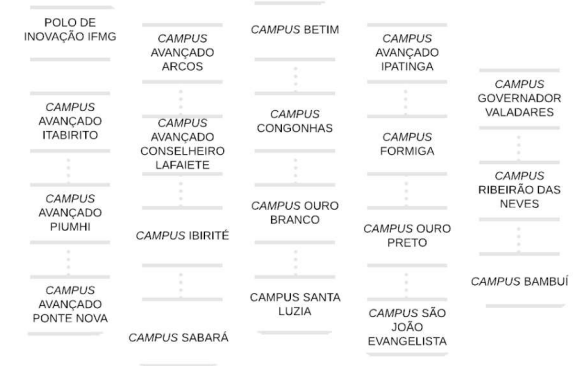 POLO DE
INOVAÇÃO IFMG
CAMPUS
AVANÇADO
ITABIRITO
CAMPUS
AVANÇADO
PIUMHI
CAMPUS
AVANÇADO
PONTE NOVA
CAMPUS
AVANÇADO
ARCOS
CAMPUS
AVANÇADO
CONSELHEIRO
LAFAIETE
CAMPUS IBIRITÉ
CAMPUS SABARÁ
CAMPUS BETIM
CAMPUS
CONGONHAS
CAMPUS OURO
BRANCO
CAMPUS SANTA
LUZIA
CAMPUS
AVANÇADO
IPATINGA
CAMPUS
FORMIGA
CAMPUS OURO
PRETO
CAMPUS SÃO
JOÃO
EVANGELISTA
CAMPUS
GOVERNADOR
VALADARES
CAMPUS
RIBEIRÃO DAS
NEVES
CAMPUS BAMBUÍ